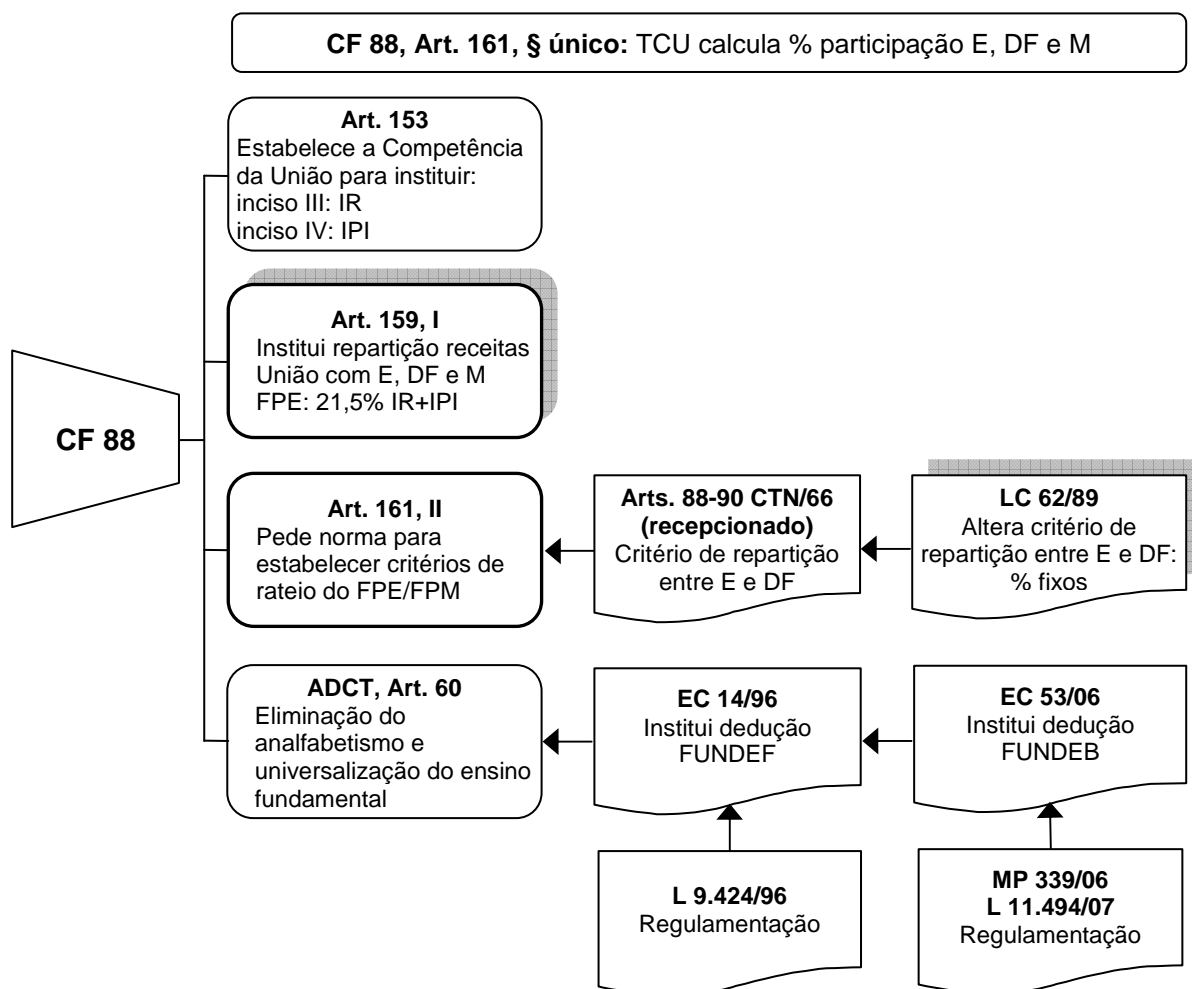 CF 88, Art. 161, § único: TCU calcula % participação E, DF e M
Art. 153
Estabelece a Competência
da União para instituir:
inciso III: IR
inciso IV: IPI
Art. 159, I
Institui repartição receitas
União com E, DF e M
FPE: 21,5% IR+IPI
CF 88
Art. 161, II
Pede norma para
estabelecer critérios de
rateio do FPE/FPM
Arts. 88-90 CTN/66
(recepcionado)
Critério de repartição
entre E e DF
LC 62/89
Altera critério de
repartição entre E e DF:
% fixos
ADCT, Art. 60
Eliminação do
analfabetismo e
universalização do ensino
fundamental
EC 14/96
Institui dedução
FUNDEF
EC 53/06
Institui dedução
FUNDEB
L 9.424/96
Regulamentação
MP 339/06
L 11.494/07
Regulamentação